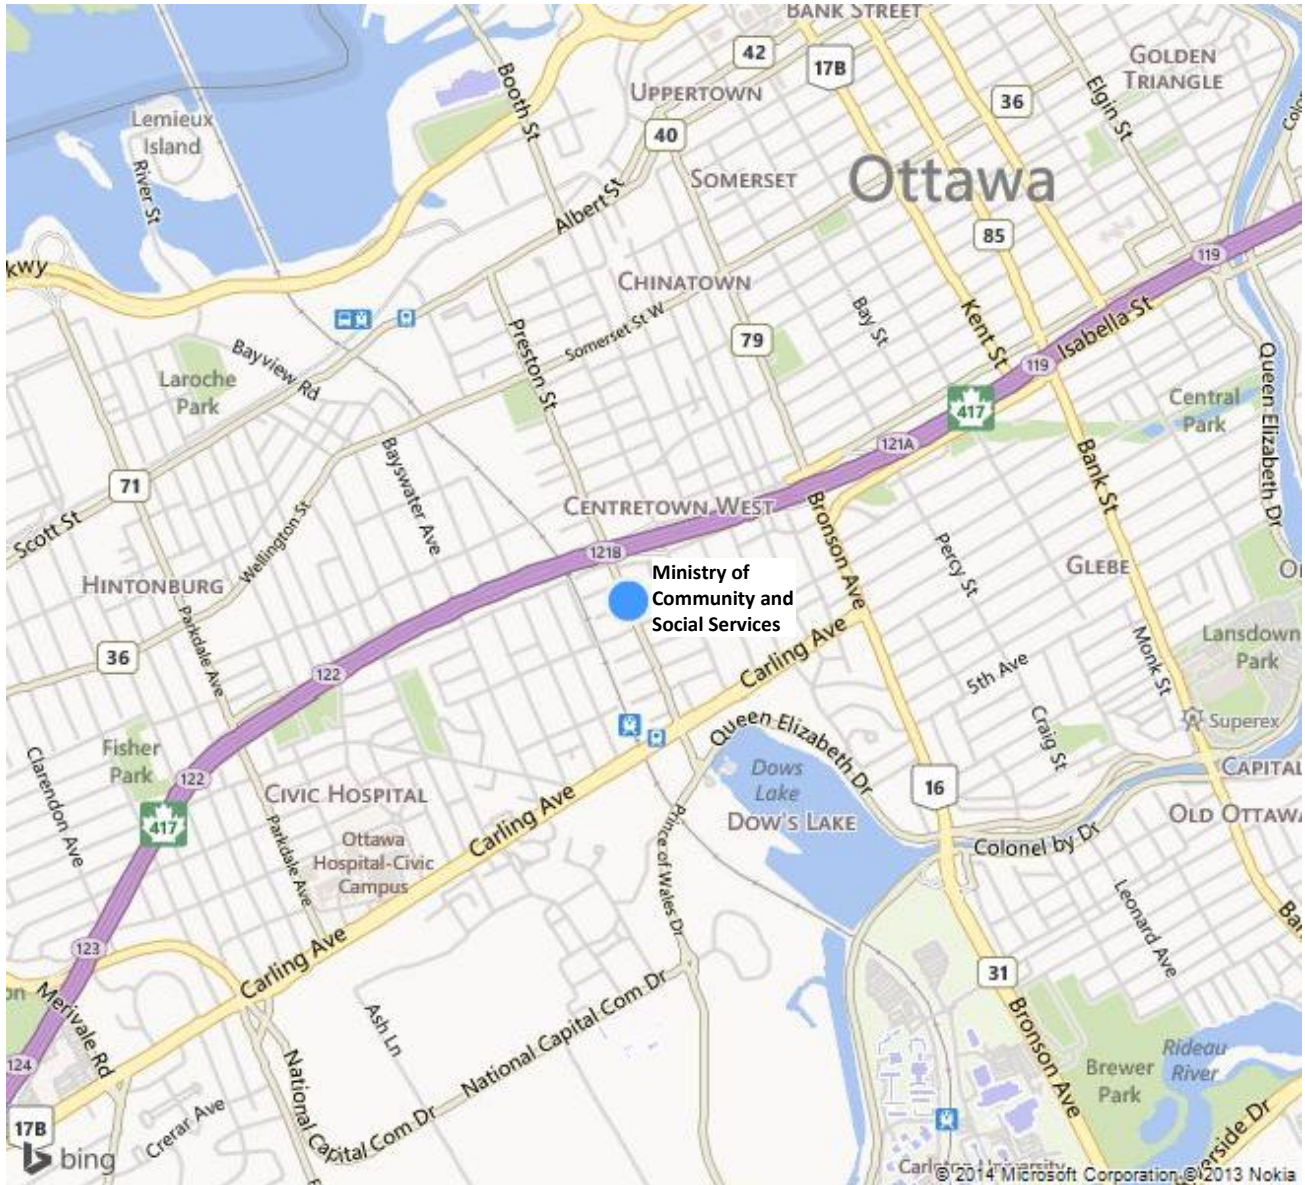 BANK STREET
42
17B
GOLDEN
TRIANGLE
UPPERTOWN
36
Booth St
Elgin St
Lemieux
Island
40
River St
SOMERSET
Ottawa
Albert St
85
119
kwy
CHINATOWN
Bay St
Kent St
Isabella St
Preston St
Somerset St W
79
119
Queen Elizabeth Dr
Bayview Rd
Laroche
Park
417
Central
Park
121A
Bayswater Ave
Bank St
71
CENTRETOWN WEST
Bronson Ave
Scott St
Wellington St
121B
Percy St
GLEBE
HINTONBURG
Ministry of
Community and
Social Services
Parkdale Ave
36
122
Carling Ave
Monk St
Lansdown
Park
5th Ave
Craig St
Superex
Queen Elizabeth Dr
Clarendon Ave
Fisher
Park
122
417
CIVIC HOSPITAL
Dows
Lake
DOW'S LAKE
16
CAPITAL
OLD OTTAWA
Parkdale Ave
Ottawa
Hospital-Civic
Campus
Carling Ave
Prince of Wales Dr
Colonel by Dr
Leonard Ave
123
Carling Ave
31
Merivale Rd
Ash Ln
National Capital Com Dr
Bronson Ave
124
National Capital Com Dr
Brewer
Park
Rideau
River
17B
Crerar Ave
erside Dr
bing
Carleton University
© 2014 Microsoft Corporation © 2013 Nokia